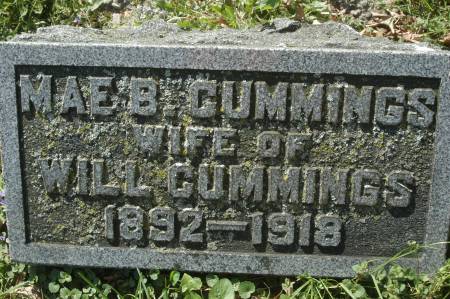 MAE B. CUMMINGS
WIFE OF
WILL CUMMINGS
1892-1918